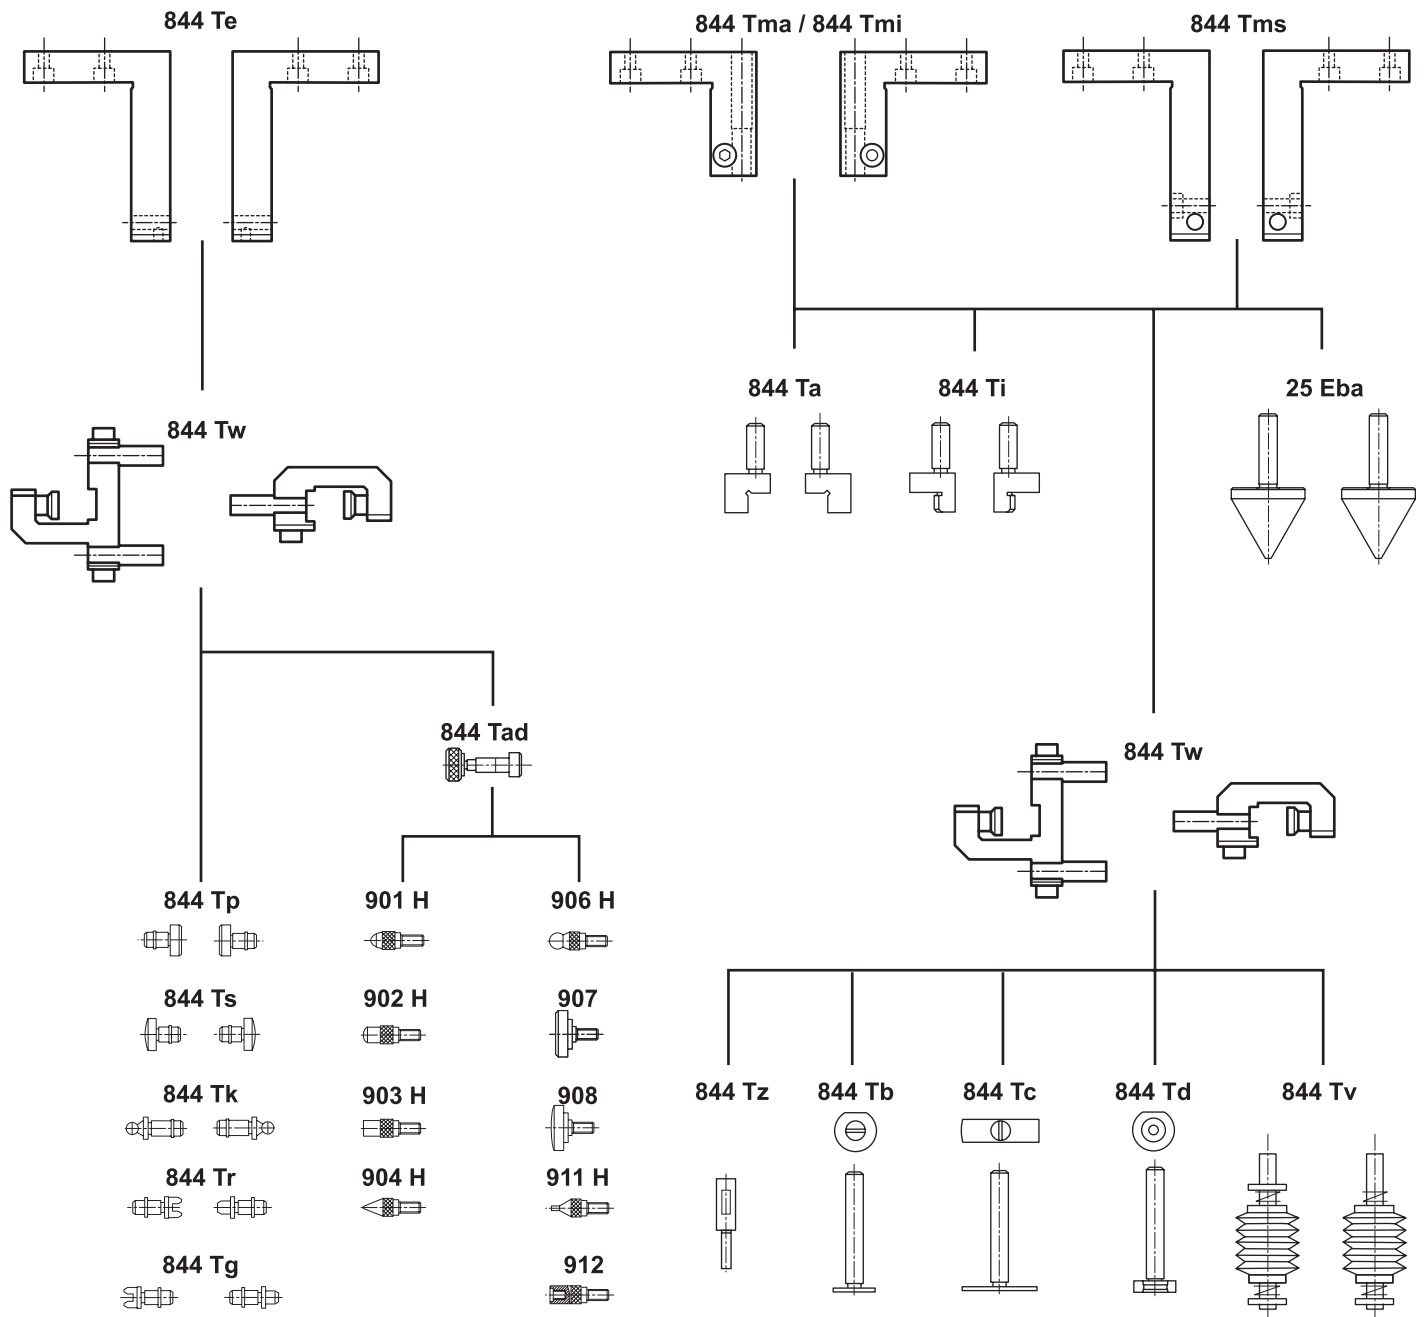 844 Te
844 Tma / 844 Tmi
844 Tms
844 Ta
844 Ti
25 Eba
844 Tw
844 Tad
844 Tw
844 Tp
901 H
906 H
844 Ts
902 H
907
844 Tk
903 H
908
844 Tz
844 Tb
844 Tc
844 Td
844 Tv
844 Tr
904 H
911 H
844 Tg
912